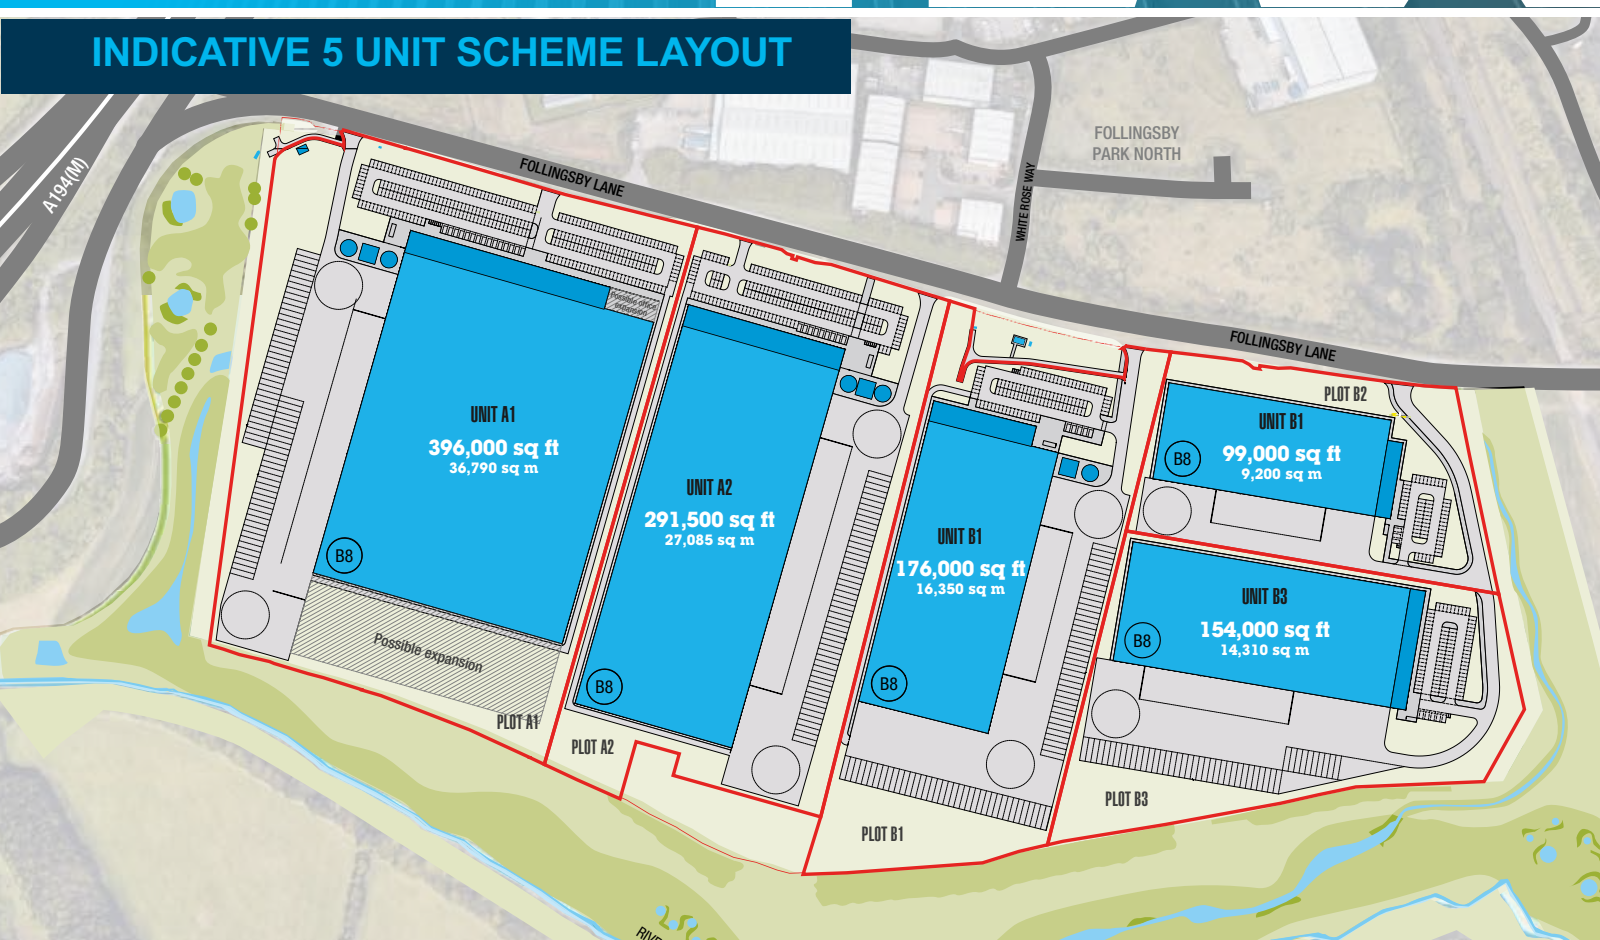 INDICATIVE 5 UNIT SCHEME LAYOUT
A194(M)
FOLLINGSBY LANE
WHITE ROSE WAY
FOLLINGSBY
PARK NORTH
FOLLINGSBY LANE
Possible office
expansion
UNIT A1
396,000 sq ft
36,790 sq m
B8
Possible expansion
PLOT A1
UNIT A2
291,500 sq ft
27,085 sq m
B8
PLOT A2
UNIT B1
176,000 sq ft
16,350 sq m
B8
PLOT B1
PLOT B2
UNIT B1
99,000 sq ft
9,200 sq m
B8
UNIT B3
154,000 sq ft
14,310 sq m
B8
PLOT B3